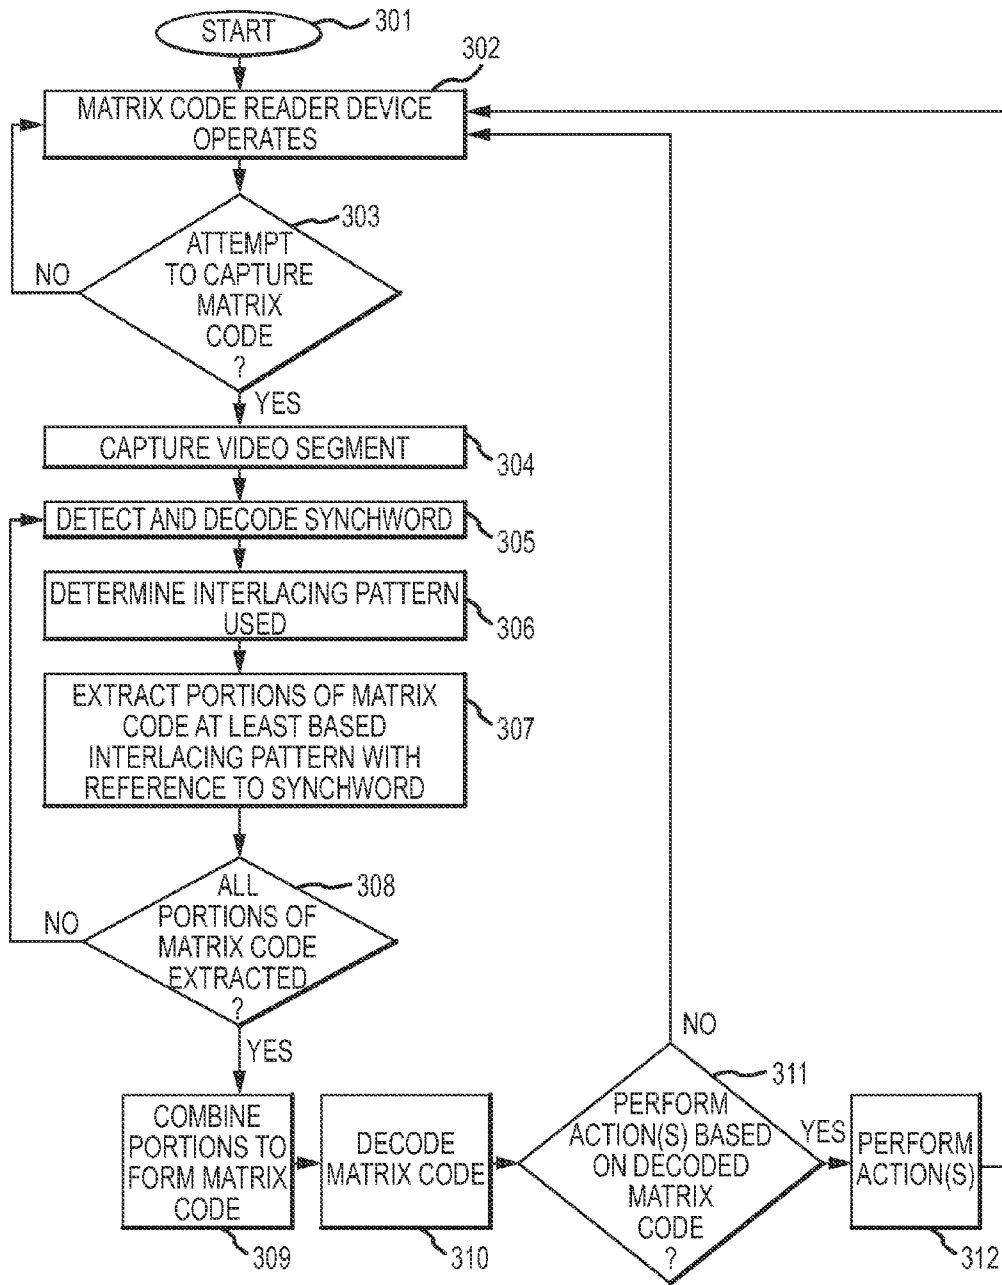 START
301
302
MATRIX CODE READER DEVICE
OPERATES
303
ATTEMPT
TO CAPTURE
MATRIX
CODE
?
NO
YES
CAPTURE VIDEO SEGMENT
304
DETECT AND DECODE SYNCHWORD
305
DETERMINE INTERLACING PATTERN
USED
306
EXTRACT PORTIONS OF MATRIX
CODE AT LEAST BASED
INTERLACING PATTERN WITH
REFERENCE TO SYNCHWORD
307
308
ALL
PORTIONS OF
MATRIX CODE
EXTRACTED
?
NO
YES
COMBINE
PORTIONS TO
FORM MATRIX
CODE
309
DECODE
MATRIX CODE
310
NO
311
PERFORM
ACTION(S) BASED
ON DECODED
MATRIX
CODE
?
YES
PERFORM
ACTION(S)
312